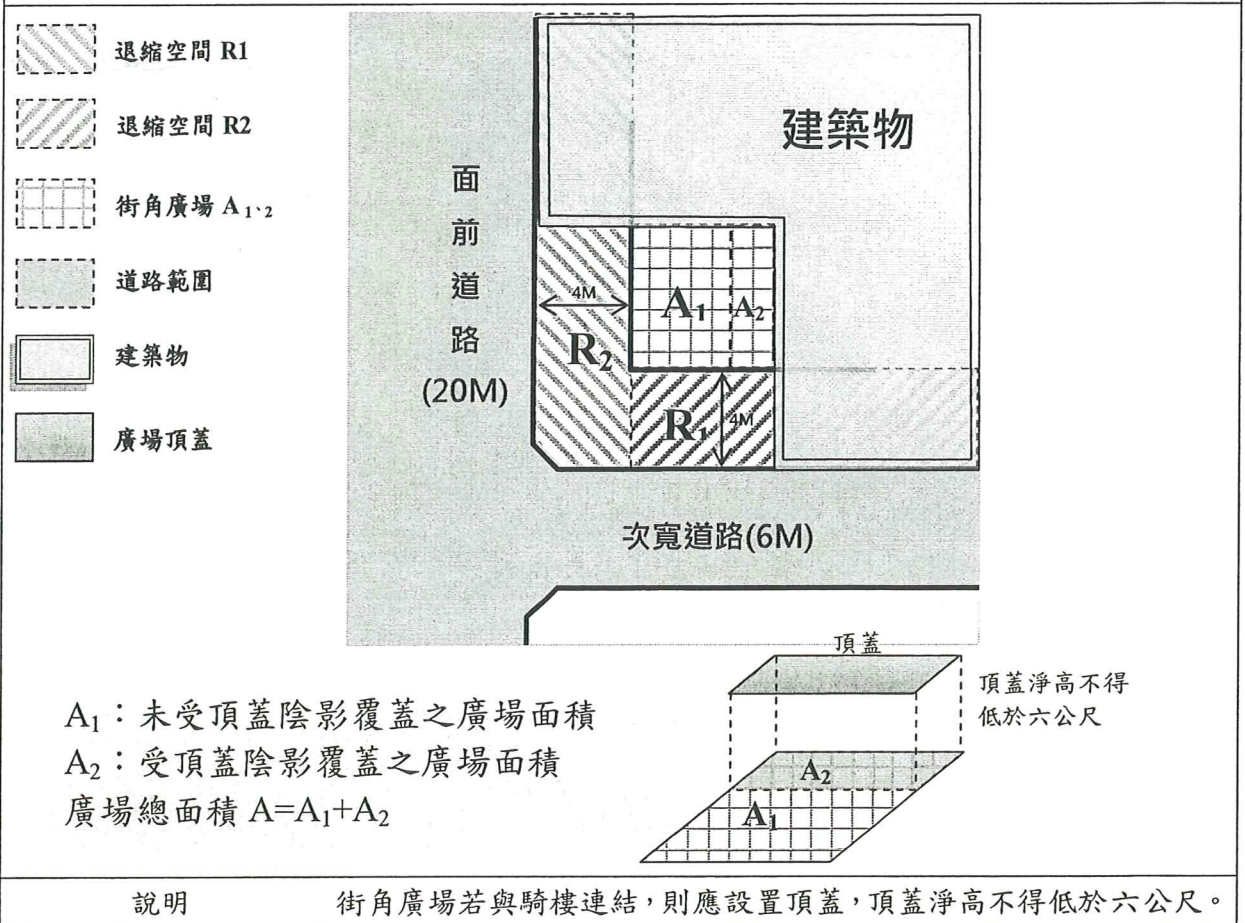 退縮空間 R1
退縮空間 R2
街角廣場 A1、2
道路範圍
建築物
廣場頂蓋
建築物
面前道路
(20M)
4M
A1
A2
R2
R1
4M
次寬道路(6M)
頂蓋
頂蓋淨高不得
低於六公尺
A2
A1
A1：未受頂蓋陰影覆蓋之廣場面積
A2：受頂蓋陰影覆蓋之廣場面積
廣場總面積 A=A1+A2
說明
街角廣場若與騎樓連結，則應設置頂蓋，頂蓋淨高不得低於六公尺。